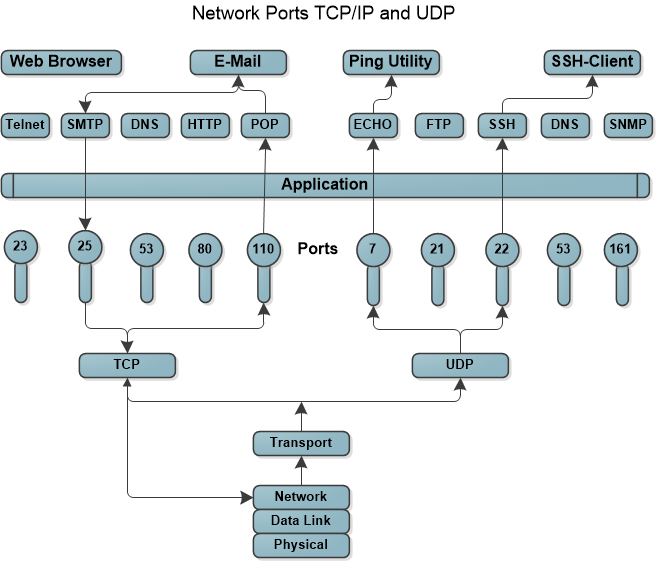 Network Ports TCP/IP and UDP
Web Browser
E-Mail
Ping Utility
SSH-Client
Telnet
SMTP
DNS
HTTP
POP
ECHO
FTP
SSH
DNS
SNMP
Application
23
25
53
80
110
Ports
7
21
22
53
161
TCP
UDP
Transport
Network
Data Link
Physical